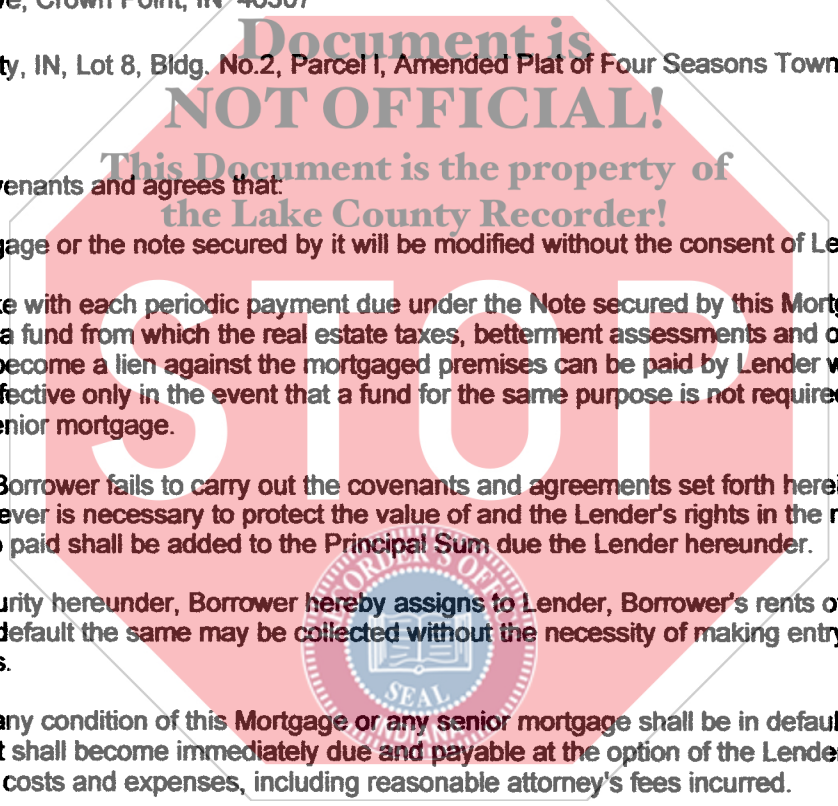 e, Crown Point, IN 46307
Document is
ty, IN, Lot 8, Bldg. No.2, Parcel I, Amended Plat of Four Seasons Town
NOT OFFICIAL!
This Document is the property of
venants and agrees that:
the Lake County Recorder!
gage or the note secured by it will be modified without the consent of Le
e with each periodic payment due under the Note secured by this Mort
a fund from which the real estate taxes, betterment assessments and o
become a lien against the mortgaged premises can be paid by Lender w
fective only in the event that a fund for the same purpose is not require
enior mortgage.
STOP
Borrower fails to carry out the covenants and agreements set forth herei
ever is necessary to protect the value of and the Lender's rights in the
paid shall be added to the Principal Sum due the Lender hereunder.
urity hereunder, Borrower hereby assigns to Lender, Borrower's rents o
default the same may be collected without the necessity of making entry
s.
SEAL
any condition of this Mortgage or any senior mortgage shall be in defaul
t shall become immediately due and payable at the option of the Lende
costs and expenses, including reasonable attorney's fees incurred.